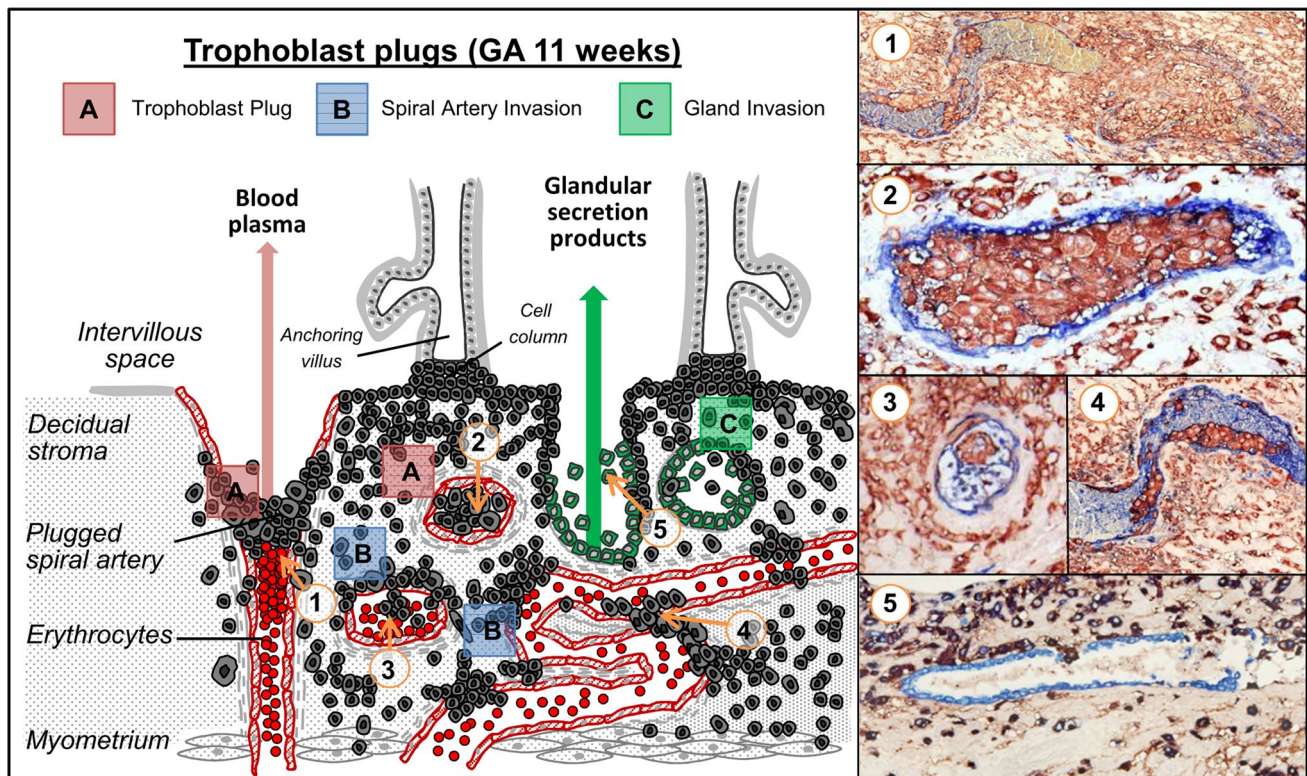 Trophoblast plugs (GA 11 weeks)
A Trophoblast Plug
B Spiral Artery Invasion
C Gland Invasion
Blood
plasma
Glandular
secretion
products
Intervillous
space
Anchoring
villus
Cell
column
Decidual
stroma
Plugged
spiral artery
Erythrocytes
Myometrium
A
A
B
B
C
1
2
3
4
5
1
2
3
4
5